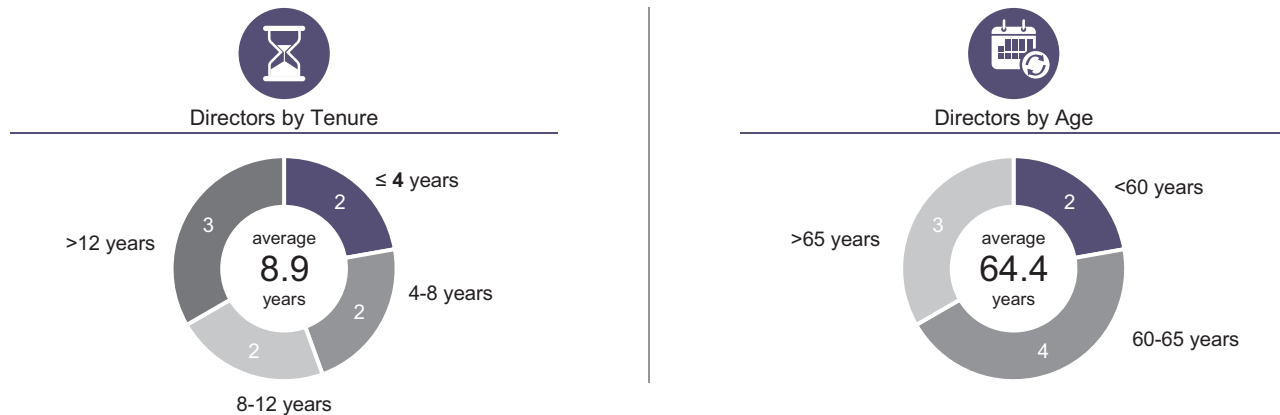 Directors by Tenure
≤ 4 years
2
3
>12 years
average
8.9
years
4-8 years
2
2
8-12 years
Directors by Age
<60 years
2
3
>65 years
average
64.4
years
60-65 years
4